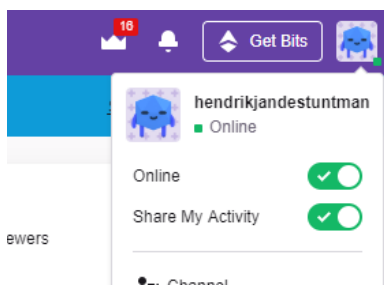 16
Get Bits
hendrikjandestuntman
Online
Online
Share My Activity
ewers
Channel